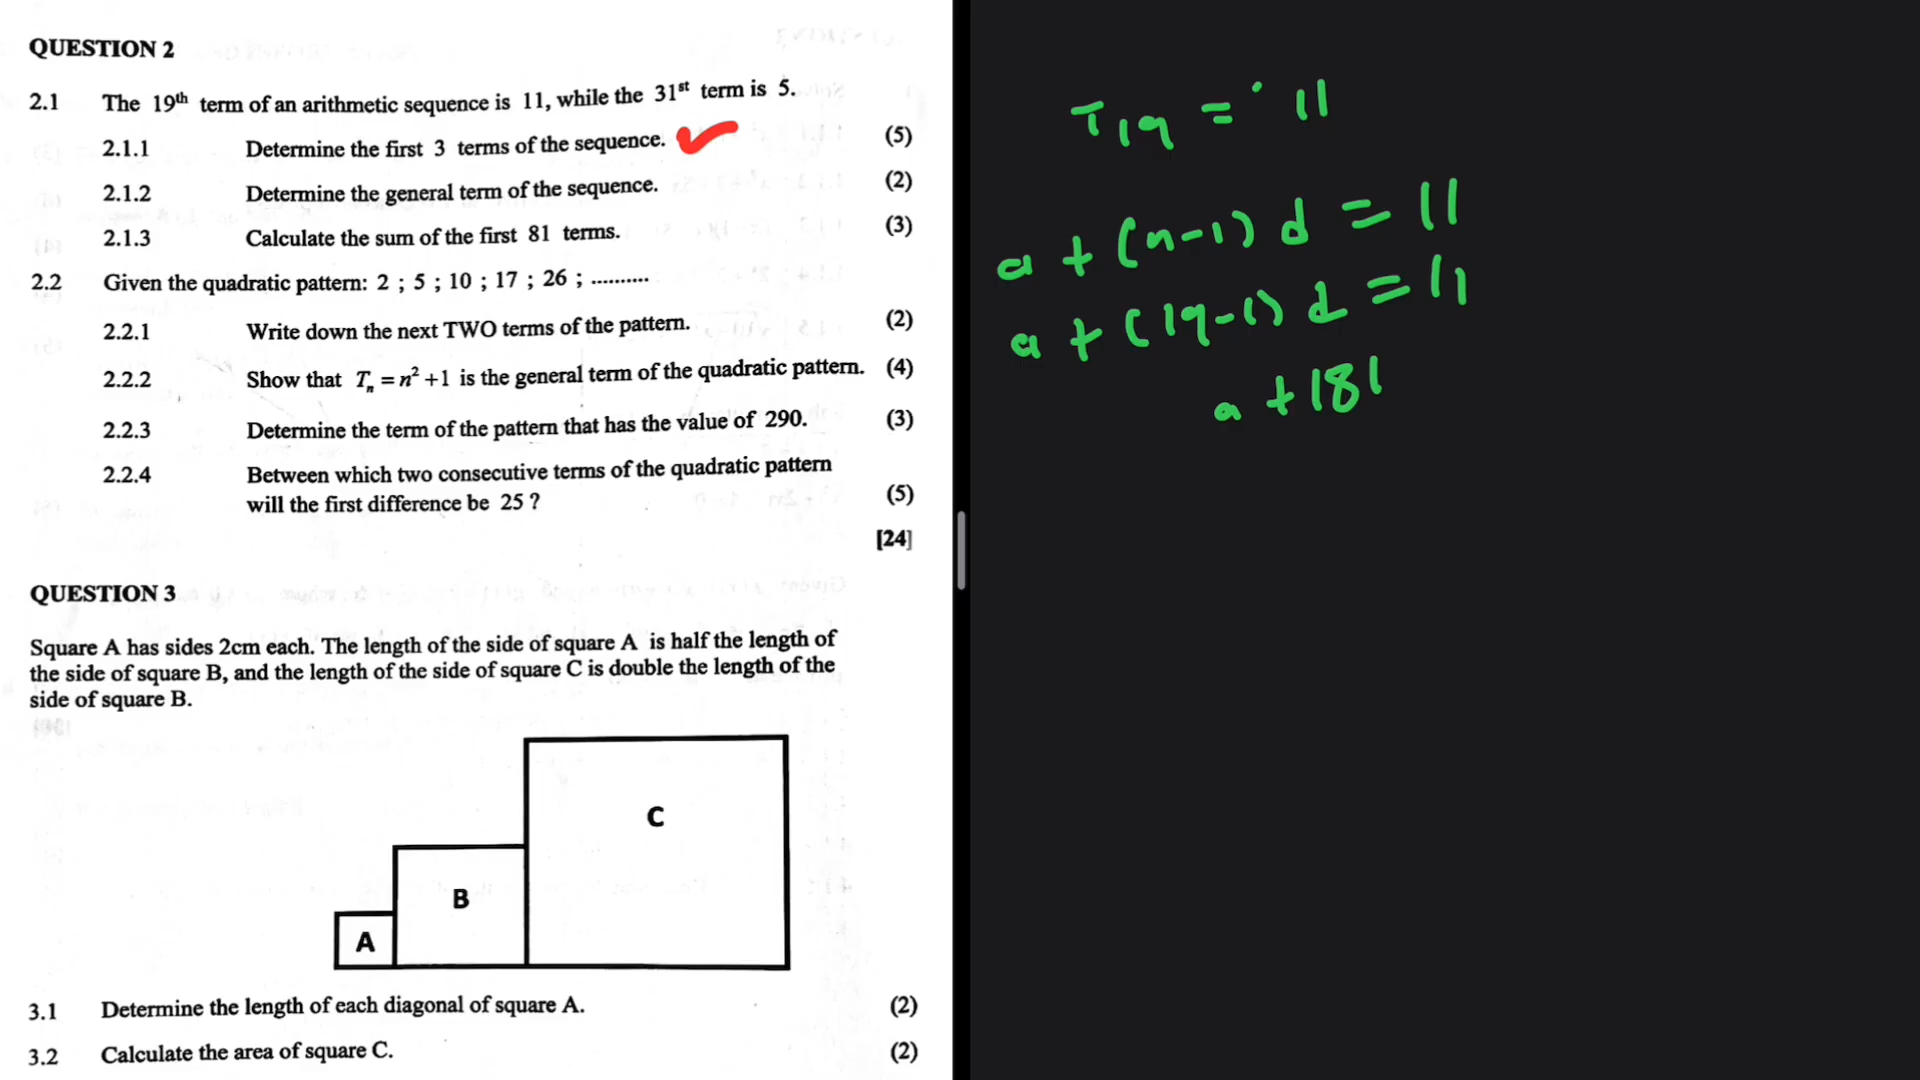 QUESTION 2
2.1 The 19th term of an arithmetic sequence is 11, while the 31st term is 5.
2.1.1 Determine the first 3 terms of the sequence. (5)
2.1.2 Determine the general term of the sequence. (2)
2.1.3 Calculate the sum of the first 81 terms. (3)
2.2 Given the quadratic pattern: 2 ; 5 ; 10 ; 17 ; 26 ; ..........
2.2.1 Write down the next TWO terms of the pattern. (2)
2.2.2 Show that Tₙ = n² + 1 is the general term of the quadratic pattern. (4)
2.2.3 Determine the term of the pattern that has the value of 290. (3)
2.2.4 Between which two consecutive terms of the quadratic pattern
will the first difference be 25 ? (5)
[24]
QUESTION 3
Square A has sides 2cm each. The length of the side of square A is half the length of
the side of square B, and the length of the side of square C is double the length of the
side of square B.
C
B
A
3.1 Determine the length of each diagonal of square A. (2)
3.2 Calculate the area of square C. (2)
T₁₉ = 11
a + (n-1) d = 11
a + (19-1) d = 11
a + 181